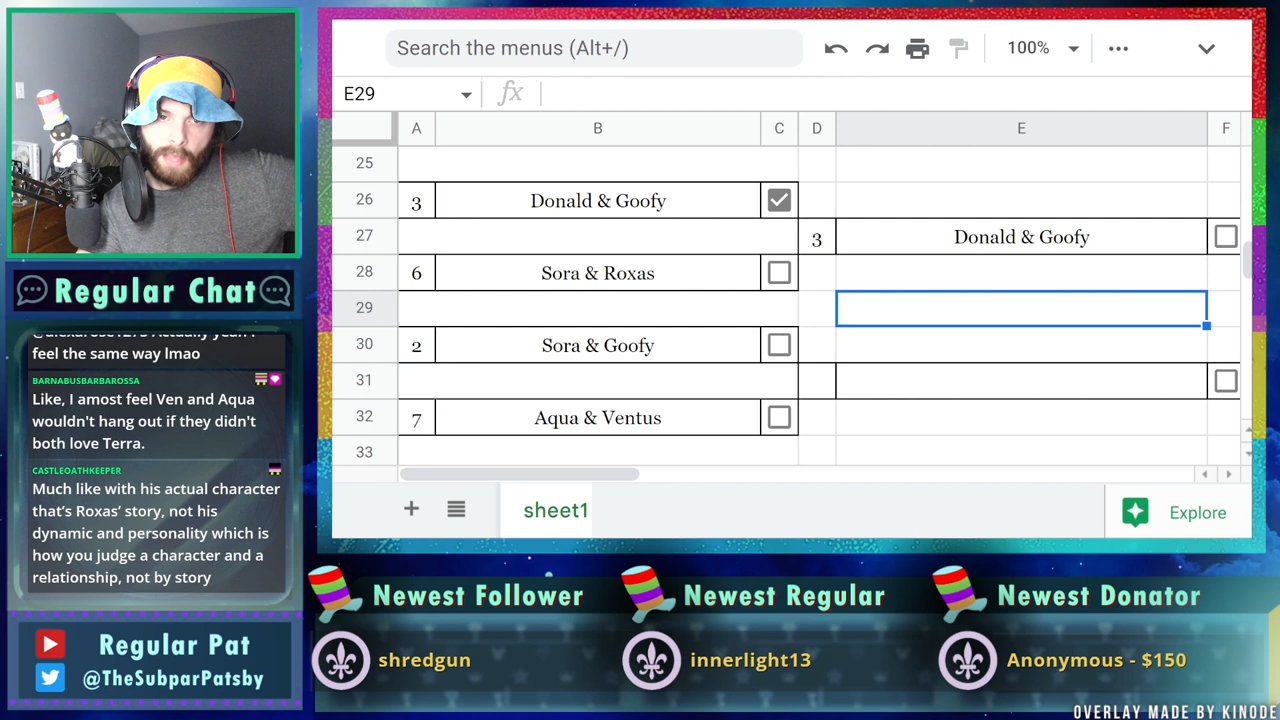 Search the menus (Alt+/)
100%
E29
fx
A B C D E F
25
26 3 Donald & Goofy
27 3 Donald & Goofy
28 6 Sora & Roxas
29
30 2 Sora & Goofy
31
32 7 Aqua & Ventus
33
sheet1
Explore
Regular Chat
feel the same way lmao
BARNABUSBARBAROSSA
Like, I amost feel Ven and Aqua
wouldn't hang out if they didn't
both love Terra.
CASTLEOATHKEEPER
Much like with his actual character
that's Roxas' story, not his
dynamic and personality which is
how you judge a character and a
relationship, not by story
Regular Pat
@TheSubparPatsby
Newest Follower
shredgun
Newest Regular
innerlight13
Newest Donator
Anonymous - $150
OVERLAY MADE BY KINODE